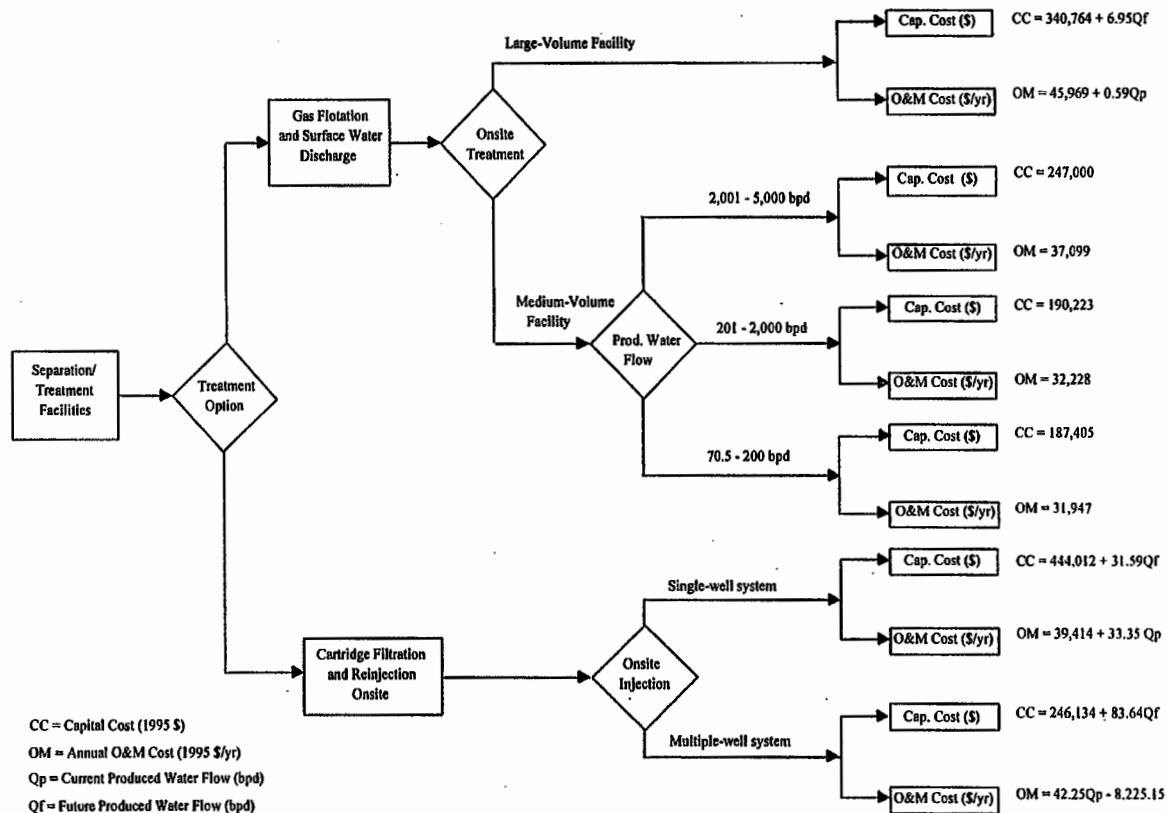 Large-Volume Facility
Cap. Cost ($)
CC = 340,764 + 6.95Qf
O&M Cost ($/yr)
OM = 45,969 + 0.59Qp
Gas Flotation
and Surface Water
Discharge
Onsite
Treatment
2,001 - 5,000 bpd
Cap. Cost ($)
CC = 247,000
O&M Cost ($/yr)
OM = 37,099
Medium-Volume
Facility
Prod. Water
Flow
201 - 2,000 bpd
Cap. Cost ($)
CC = 190,223
O&M Cost ($/yr)
OM = 32,228
Separation/
Treatment
Facilities
Treatment
Option
70.5 - 200 bpd
Cap. Cost ($)
CC = 187,405
O&M Cost ($/yr)
OM = 31,947
Single-well system
Cap. Cost ($)
CC = 444,012 + 31.59Qf
O&M Cost ($/yr)
OM = 39,414 + 33.35 Qp
Cartridge Filtration
and Reinjection
Onsite
Onsite
Injection
Multiple-well system
Cap. Cost ($)
CC = 246,134 + 83.64Qf
O&M Cost ($/yr)
OM = 42.25Qp - 8,225.15
CC = Capital Cost (1995 $)
OM = Annual O&M Cost (1995 $/yr)
Qp = Current Produced Water Flow (bpd)
Qf = Future Produced Water Flow (bpd)